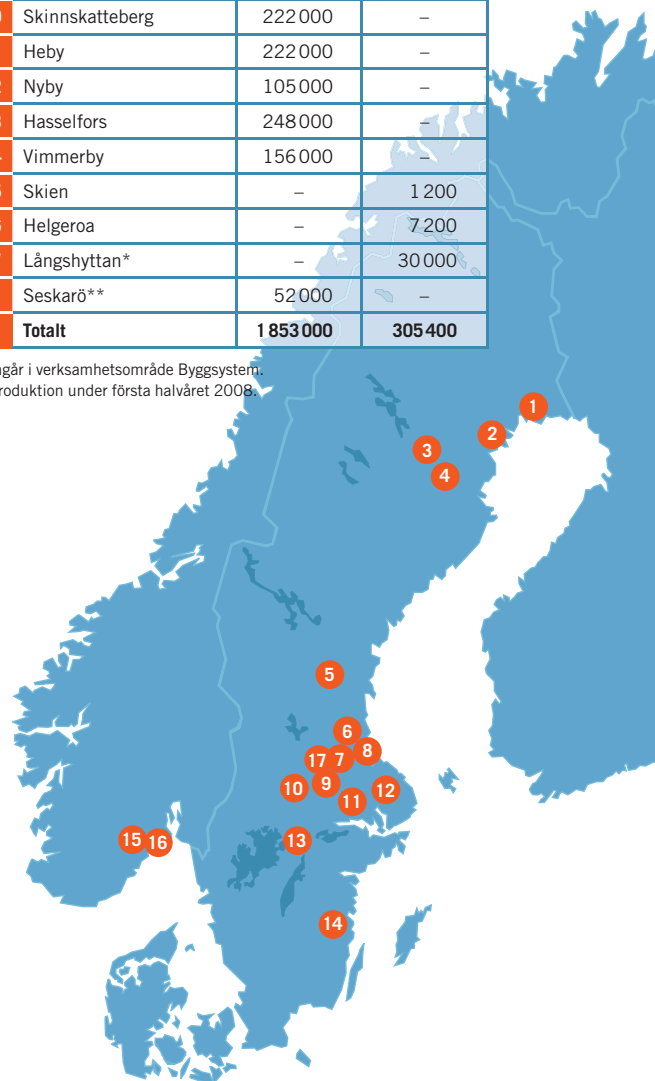 Skinnskatteberg 222 000 –
Heby 222 000 –
Nyby 105 000 –
Hasselfors 248 000 –
Vimmerby 156 000 –
Skien – 1 200
Helgeroa – 7 200
Långshyttan* – 30 000
Seskarö** 52 000 –
Totalt 1 853 000 305 400
i verksamhetsområde Byggsystem.
under första halvåret 2008.
1
2
3
4
5
6
8
17 7
9
10
12
11
13
15 16
14